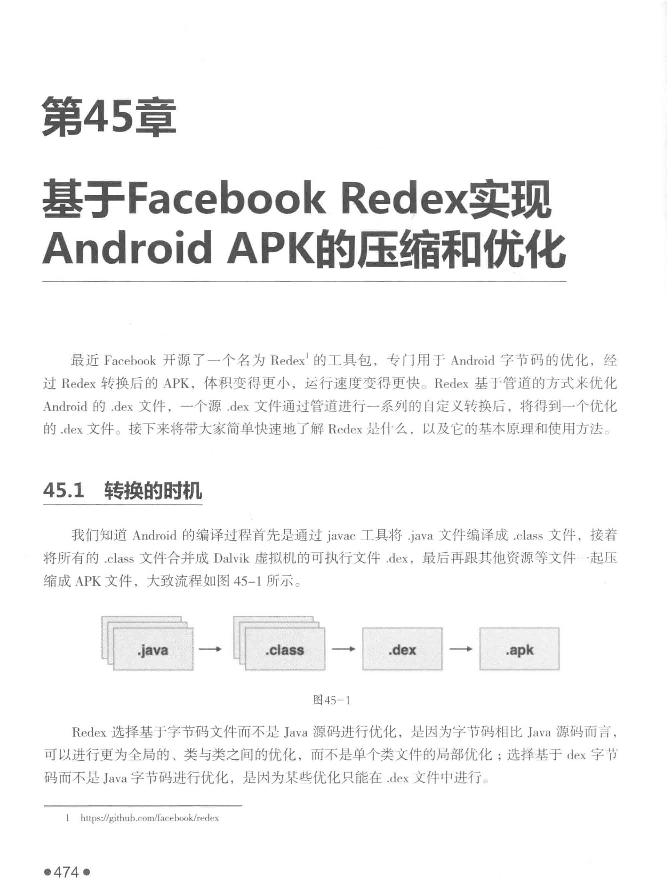 第45章
基于Facebook Redex实现
Android APK的压缩和优化
最近 Facebook 开源了一个名为 Redex1 的工具包，专门用于 Android 字节码的优化，经
过 Redex 转换后的 APK，体积变得更小，运行速度变得更快。Redex 基于管道的方式来优化
Android 的 .dex 文件，一个源 .dex 文件通过管道进行一系列的自定义转换后，将得到一个优化
的 .dex 文件。接下来将带大家简单快速地了解 Redex 是什么，以及它的基本原理和使用方法。
45.1 转换的时机
我们知道 Android 的编译过程首先是通过 javac 工具将 .java 文件编译成 .class 文件，接着
将所有的 .class 文件合并成 Dalvik 虚拟机的可执行文件 .dex，最后再跟其他资源等文件一起压
缩成 APK 文件，大致流程如图 45-1 所示。
.java → .class → .dex → .apk
图45-1
Redex 选择基于字节码文件而不是 Java 源码进行优化，是因为字节码相比 Java 源码而言，
可以进行更为全局的、类与类之间的优化，而不是单个类文件的局部优化；选择基于 dex 字节
码而不是 Java 字节码进行优化，是因为某些优化只能在 .dex 文件中进行。
1 https://github.com/facebook/redex
●474●